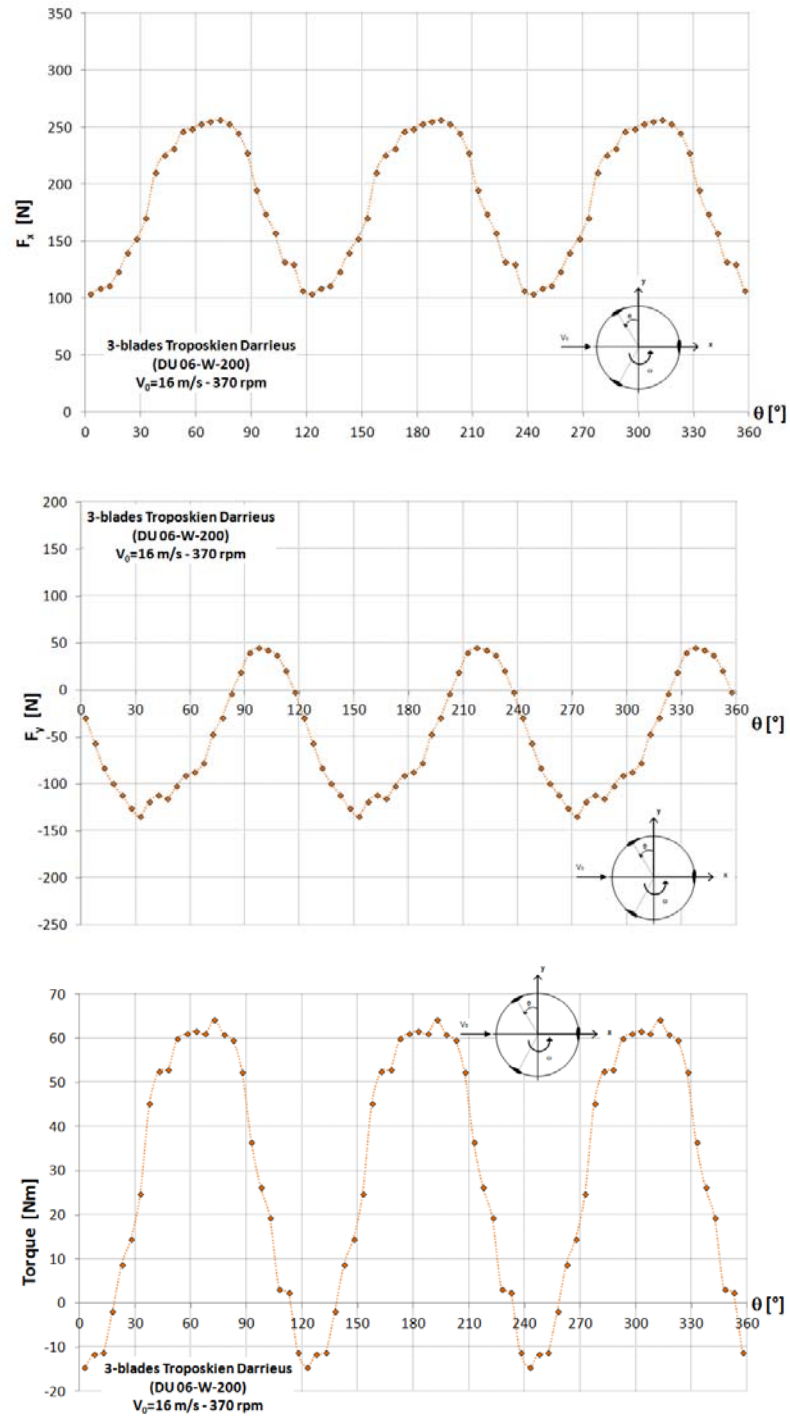 350
300
250
200
150
100
50
0
F_x [N]
3-blades Troposkien Darrieus
(DU 06-W-200)
V₀=16 m/s - 370 rpm
y
θ
V₀
x
ω
0 30 60 90 120 150 180 210 240 270 300 330 360
θ [°]
200
150
100
50
0
-50
-100
-150
-200
-250
F_y [N]
3-blades Troposkien Darrieus
(DU 06-W-200)
V₀=16 m/s - 370 rpm
0 30 60 90 120 150 180 210 240 270 300 330 360
θ [°]
y
θ
V₀
x
ω
70
60
50
40
30
20
10
0
-10
-20
Torque [Nm]
y
θ
V₀
x
ω
0 30 60 90 120 150 180 210 240 270 300 330 360
θ [°]
3-blades Troposkien Darrieus
(DU 06-W-200)
V₀=16 m/s - 370 rpm